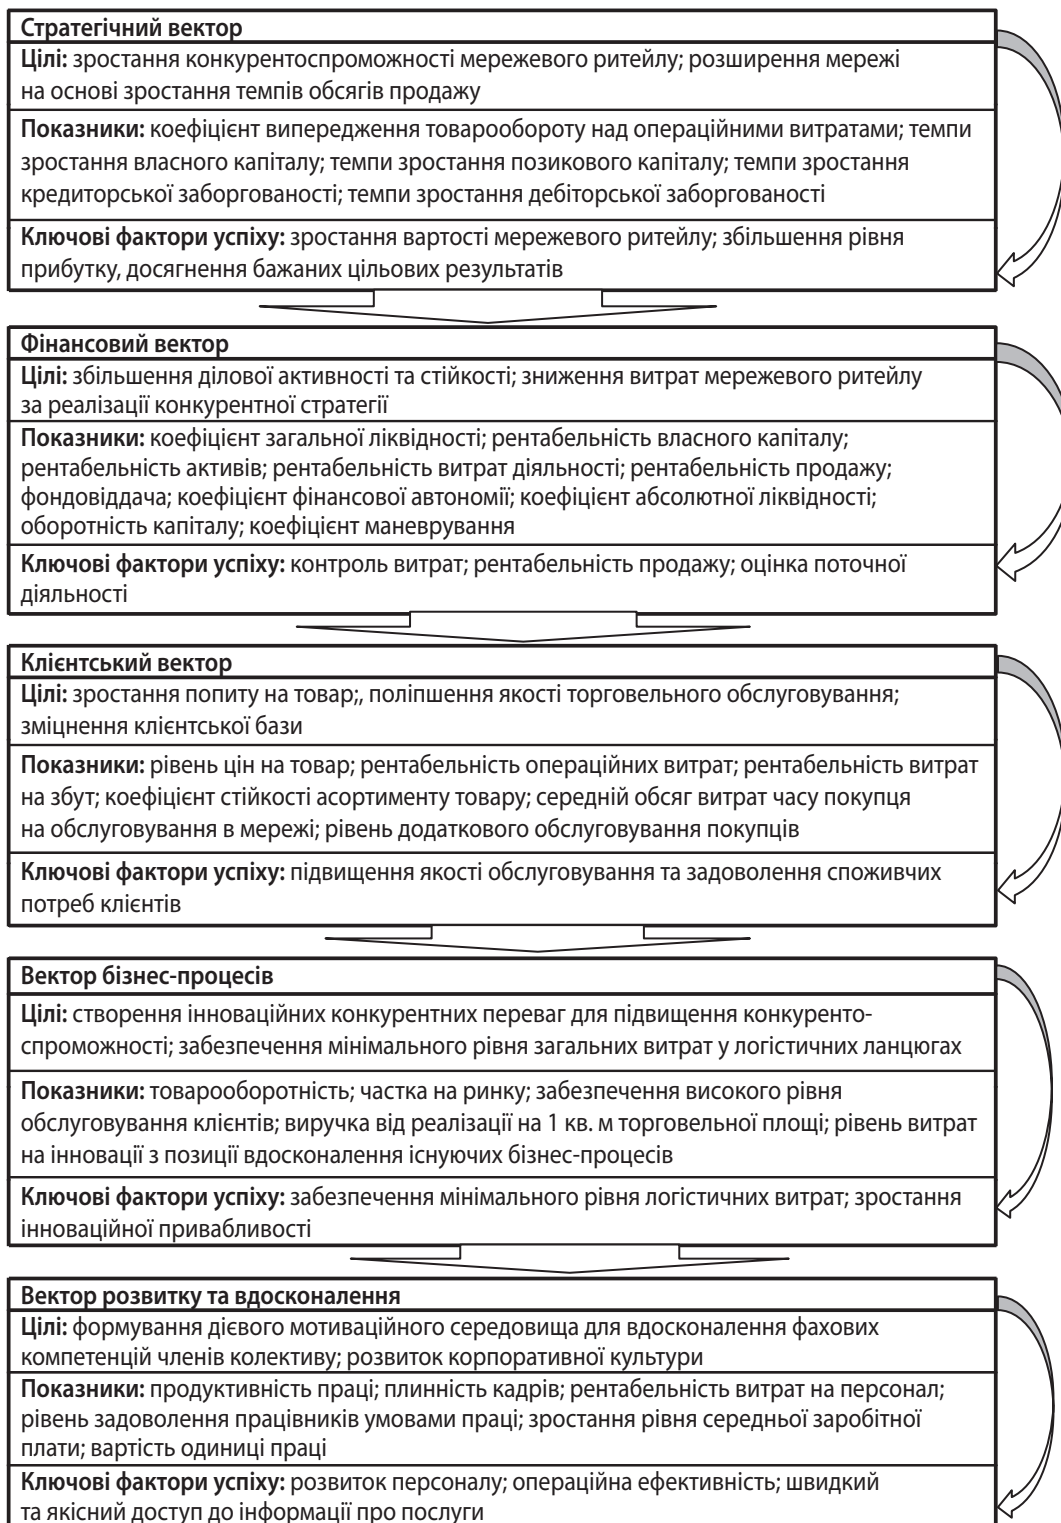 Стратегічний вектор
Цілі: зростання конкурентоспроможності мережевого ритейлу; розширення мережі
на основі зростання темпів обсягів продажу
Показники: коефіцієнт випередження товарообороту над операційними витратами; темпи
зростання власного капіталу; темпи зростання позикового капіталу; темпи зростання
кредиторської заборгованості; темпи зростання дебіторської заборгованості
Ключові фактори успіху: зростання вартості мережевого ритейлу; збільшення рівня
прибутку, досягнення бажаних цільових результатів
Фінансовий вектор
Цілі: збільшення ділової активності та стійкості; зниження витрат мережевого ритейлу
за реалізації конкурентної стратегії
Показники: коефіцієнт загальної ліквідності; рентабельність власного капіталу;
рентабельність активів; рентабельність витрат діяльності; рентабельність продажу;
фондовіддача; коефіцієнт фінансової автономії; коефіцієнт абсолютної ліквідності;
оборотність капіталу; коефіцієнт маневрування
Ключові фактори успіху: контроль витрат; рентабельність продажу; оцінка поточної
діяльності
Клієнтський вектор
Цілі: зростання попиту на товар;, поліпшення якості торговельного обслуговування;
зміцнення клієнтської бази
Показники: рівень цін на товар; рентабельність операційних витрат; рентабельність витрат
на збут; коефіцієнт стійкості асортименту товару; середній обсяг витрат часу покупця
на обслуговування в мережі; рівень додаткового обслуговування покупців
Ключові фактори успіху: підвищення якості обслуговування та задоволення споживчих
потреб клієнтів
Вектор бізнес-процесів
Цілі: створення інноваційних конкурентних переваг для підвищення конкуренто-
спроможності; забезпечення мінімального рівня загальних витрат у логістичних ланцюгах
Показники: товарооборотність; частка на ринку; забезпечення високого рівня
обслуговування клієнтів; виручка від реалізації на 1 кв. м торговельної площі; рівень витрат
на інновації з позиції вдосконалення існуючих бізнес-процесів
Ключові фактори успіху: забезпечення мінімального рівня логістичних витрат; зростання
інноваційної привабливості
Вектор розвитку та вдосконалення
Цілі: формування дієвого мотиваційного середовища для вдосконалення фахових
компетенцій членів колективу; розвиток корпоративної культури
Показники: продуктивність праці; плинність кадрів; рентабельність витрат на персонал;
рівень задоволення працівників умовами праці; зростання рівня середньої заробітної
плати; вартість одиниці праці
Ключові фактори успіху: розвиток персоналу; операційна ефективність; швидкий
та якісний доступ до інформації про послуги